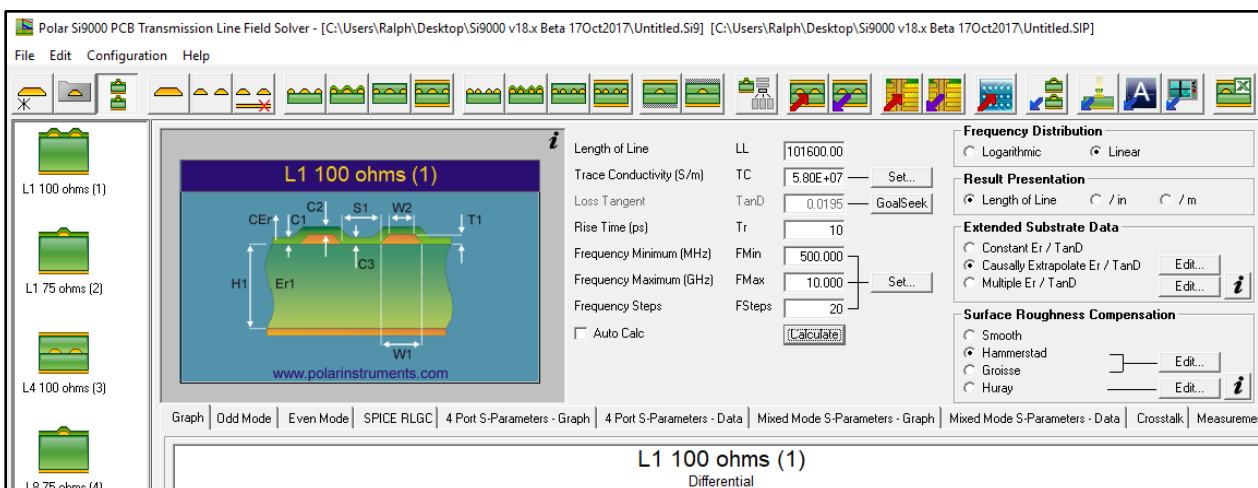 Polar Si9000 PCB Transmission Line Field Solver - [C:\Users\Ralph\Desktop\Si9000 v18.x Beta 17Oct2017\Untitled.Si9] [C:\Users\Ralph\Desktop\Si9000 v18.x Beta 17Oct2017\Untitled.SIP]
File Edit Configuration Help
A
L1 100 ohms (1)
L1 75 ohms (2)
L4 100 ohms (3)
L8 75 ohms (4)
i
L1 100 ohms (1)
CEr C1 C2 S1 W2 T1
C3
H1 Er1
W1
www.polarinstruments.com
Length of Line LL 101600.00
Trace Conductivity (S/m) TC 5.80E+07 Set...
Loss Tangent TanD 0.0195 GoalSeek
Rise Time (ps) Tr 10
Frequency Minimum (MHz) FMin 500.000
Frequency Maximum (GHz) FMax 10.000 Set...
Frequency Steps FSteps 20
Auto Calc Calculate
Frequency Distribution
Logarithmic Linear
Result Presentation
Length of Line / in / m
Extended Substrate Data
Constant Er / TanD
Causally Extrapolate Er / TanD Edit...
Multiple Er / TanD Edit... i
Surface Roughness Compensation
Smooth
Hammerstad Edit...
Groisse
Huray Edit... i
Graph Odd Mode Even Mode SPICE RLGC 4 Port S-Parameters - Graph 4 Port S-Parameters - Data Mixed Mode S-Parameters - Graph Mixed Mode S-Parameters - Data Crosstalk Measureme
L1 100 ohms (1)
Differential